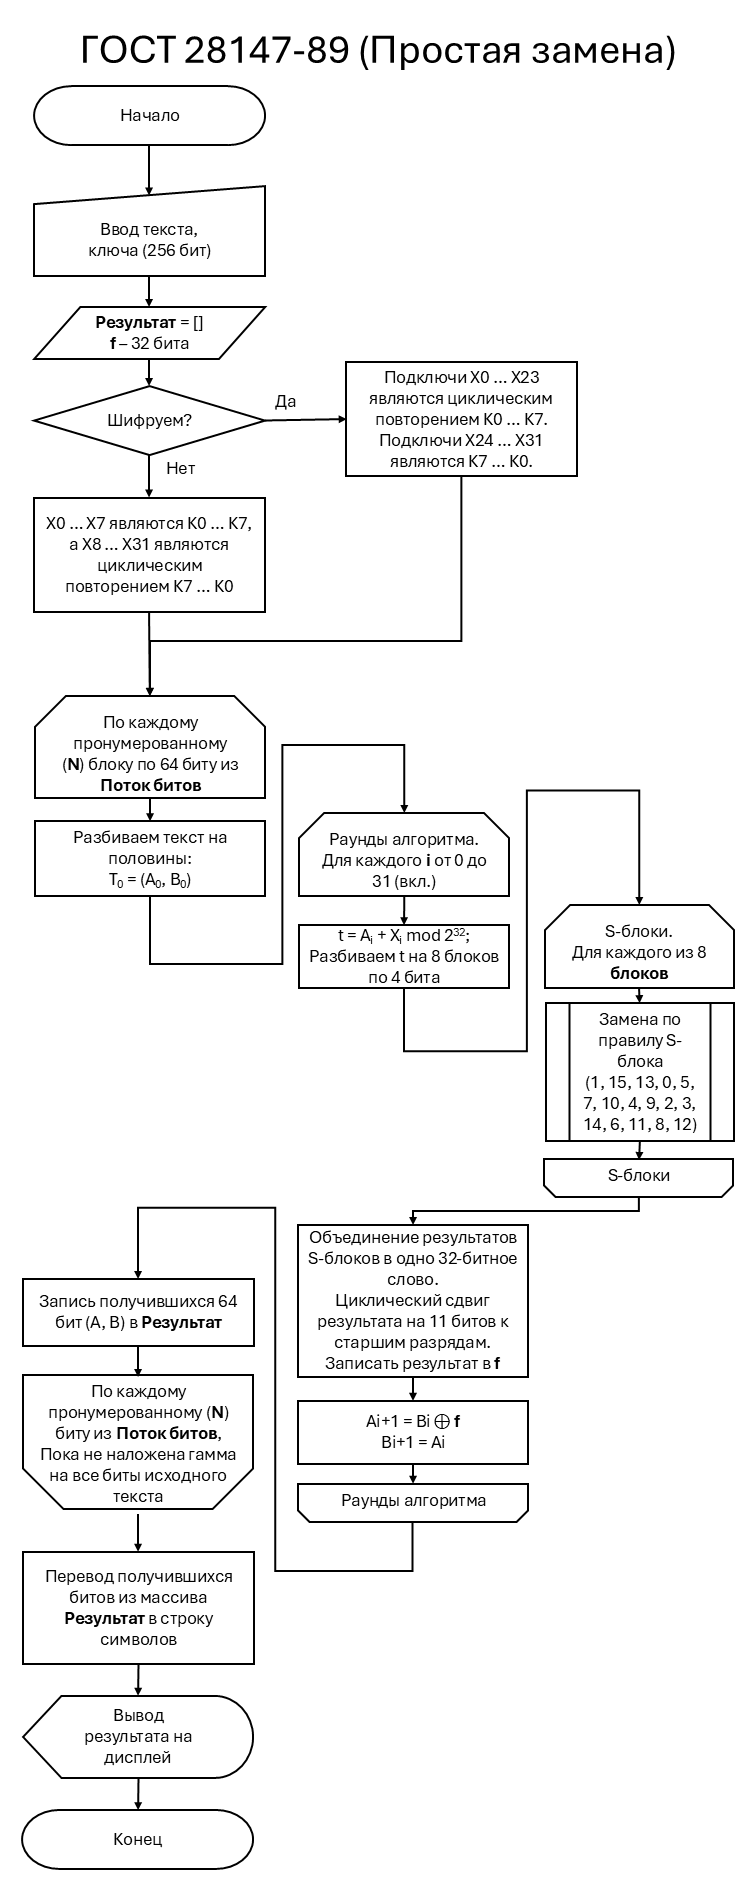 ГОСТ 28147-89 (Простая замена)
Начало
Ввод текста,
ключа (256 бит)
Результат = []
f – 32 бита
Шифруем?
Да
Нет
Подключи X0 ... X23
являются циклическим
повторением K0 ... K7.
Подключи X24 ... X31
являются K7 ... K0.
X0 ... X7 являются K0 ... K7,
а X8 ... X31 являются
циклическим
повторением K7 ... K0
По каждому
пронумерованному
(N) блоку по 64 биту из
Поток битов
Разбиваем текст на
половины:
T₀ = (A₀, B₀)
Раунды алгоритма.
Для каждого i от 0 до
31 (вкл.)
t = Aᵢ + Xᵢ mod 2³²;
Разбиваем t на 8 блоков
по 4 бита
S-блоки.
Для каждого из 8
блоков
Замена по
правилу S-
блока
(1, 15, 13, 0, 5,
7, 10, 4, 9, 2, 3,
14, 6, 11, 8, 12)
S-блоки
Объединение результатов
S-блоков в одно 32-битное
слово.
Циклический сдвиг
результата на 11 битов к
старшим разрядам.
Записать результат в f
Ai+1 = Bi ⊕ f
Bi+1 = Ai
Раунды алгоритма
Запись получившихся 64
бит (A, B) в Результат
По каждому
пронумерованному (N)
биту из Поток битов,
Пока не наложена гамма
на все биты исходного
текста
Перевод получившихся
битов из массива
Результат в строку
символов
Вывод
результата на
дисплей
Конец